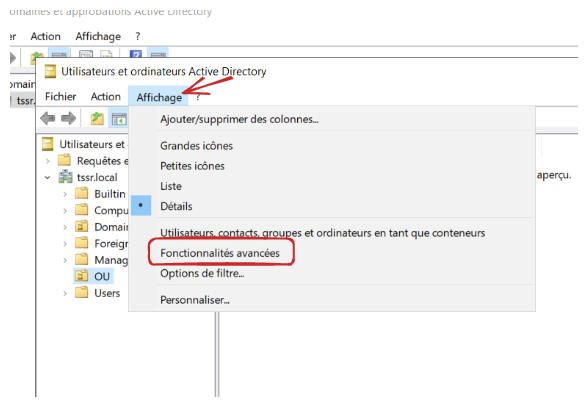 omaines et approbations Active Directory
er Action Affichage ?
Utilisateurs et ordinateurs Active Directory
Fichier Action Affichage ?
Ajouter/supprimer des colonnes...
Grandes icônes
Petites icônes
Liste
Détails
Utilisateurs, contacts, groupes et ordinateurs en tant que conteneurs
Fonctionnalités avancées
Options de filtre...
Personnaliser...
omain
tssr.
Utilisateurs et
Requêtes e
tssr.local
Builtin
Compu
Domai
Foreigr
Manag
OU
Users
aperçu.